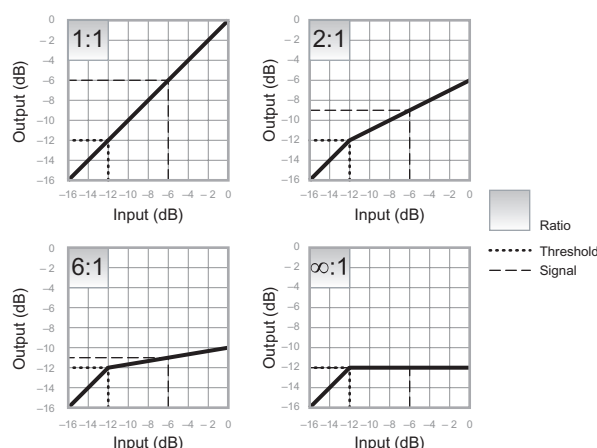 1:1
Output (dB)
0
–2
–4
–6
–8
–10
–12
–14
–16
–16 –14 –12 –10 –8 –6 –4 –2 0
Input (dB)
2:1
Output (dB)
0
–2
–4
–6
–8
–10
–12
–14
–16
–16 –14 –12 –10 –8 –6 –4 –2 0
Input (dB)
Ratio
Threshold
Signal
6:1
Output (dB)
0
–2
–4
–6
–8
–10
–12
–14
–16
–16 –14 –12 –10 –8 –6 –4 –2 0
Input (dB)
∞:1
Output (dB)
0
–2
–4
–6
–8
–10
–12
–14
–16
–16 –14 –12 –10 –8 –6 –4 –2 0
Input (dB)